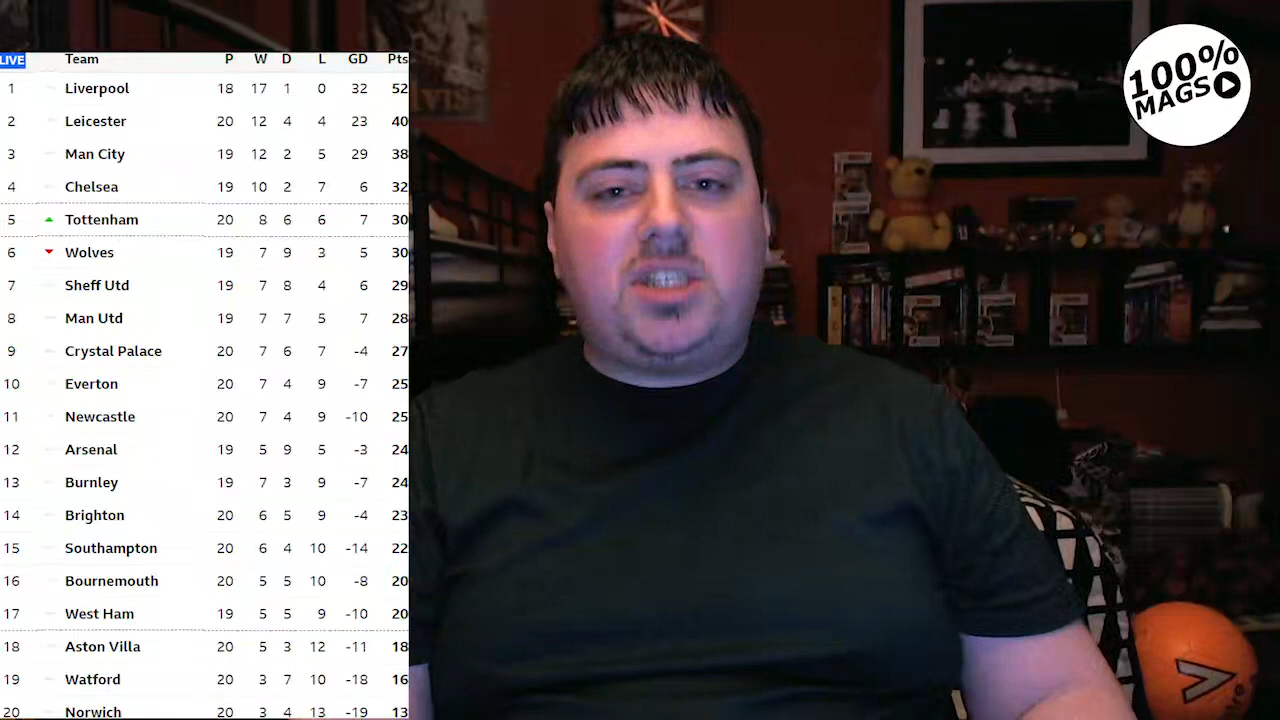 LIVE Team P W D L GD Pts
1 Liverpool 18 17 1 0 32 52
2 Leicester 20 12 4 4 23 40
3 Man City 19 12 2 5 29 38
4 Chelsea 19 10 2 7 6 32
5 Tottenham 20 8 6 6 7 30
6 Wolves 19 7 9 3 5 30
7 Sheff Utd 19 7 8 4 6 29
8 Man Utd 19 7 7 5 7 28
9 Crystal Palace 20 7 6 7 -4 27
10 Everton 20 7 4 9 -7 25
11 Newcastle 20 7 4 9 -10 25
12 Arsenal 19 5 9 5 -3 24
13 Burnley 19 7 3 9 -7 24
14 Brighton 20 6 5 9 -4 23
15 Southampton 20 6 4 10 -14 22
16 Bournemouth 20 5 5 10 -8 20
17 West Ham 19 5 5 9 -10 20
18 Aston Villa 20 5 3 12 -11 18
19 Watford 20 3 7 10 -18 16
20 Norwich 20 3 4 13 -19 13
100%
MAGS